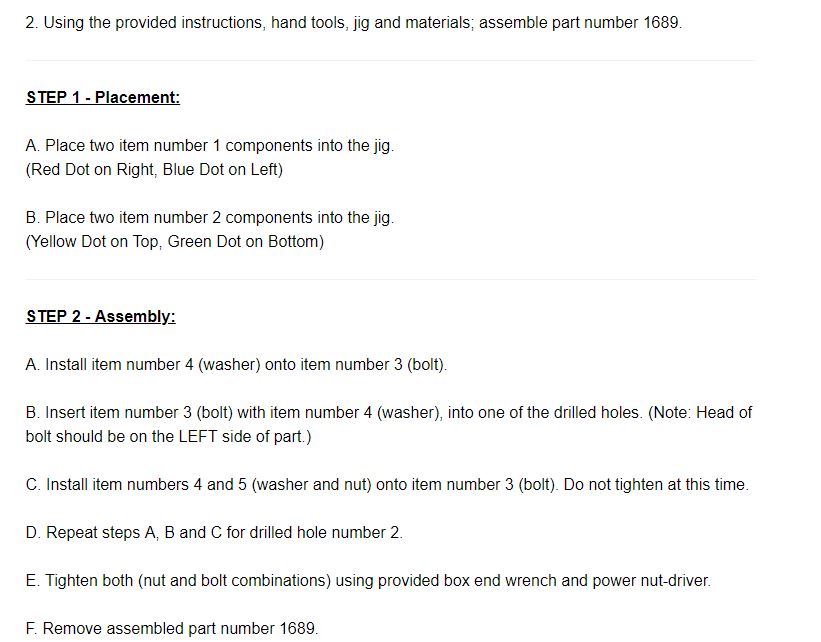 2. Using the provided instructions, hand tools, jig and materials; assemble part number 1689.
STEP 1 - Placement:
A. Place two item number 1 components into the jig.
(Red Dot on Right, Blue Dot on Left)
B. Place two item number 2 components into the jig.
(Yellow Dot on Top, Green Dot on Bottom)
STEP 2 - Assembly:
A. Install item number 4 (washer) onto item number 3 (bolt).
B. Insert item number 3 (bolt) with item number 4 (washer), into one of the drilled holes. (Note: Head of
bolt should be on the LEFT side of part.)
C. Install item numbers 4 and 5 (washer and nut) onto item number 3 (bolt). Do not tighten at this time.
D. Repeat steps A, B and C for drilled hole number 2.
E. Tighten both (nut and bolt combinations) using provided box end wrench and power nut-driver.
F. Remove assembled part number 1689.